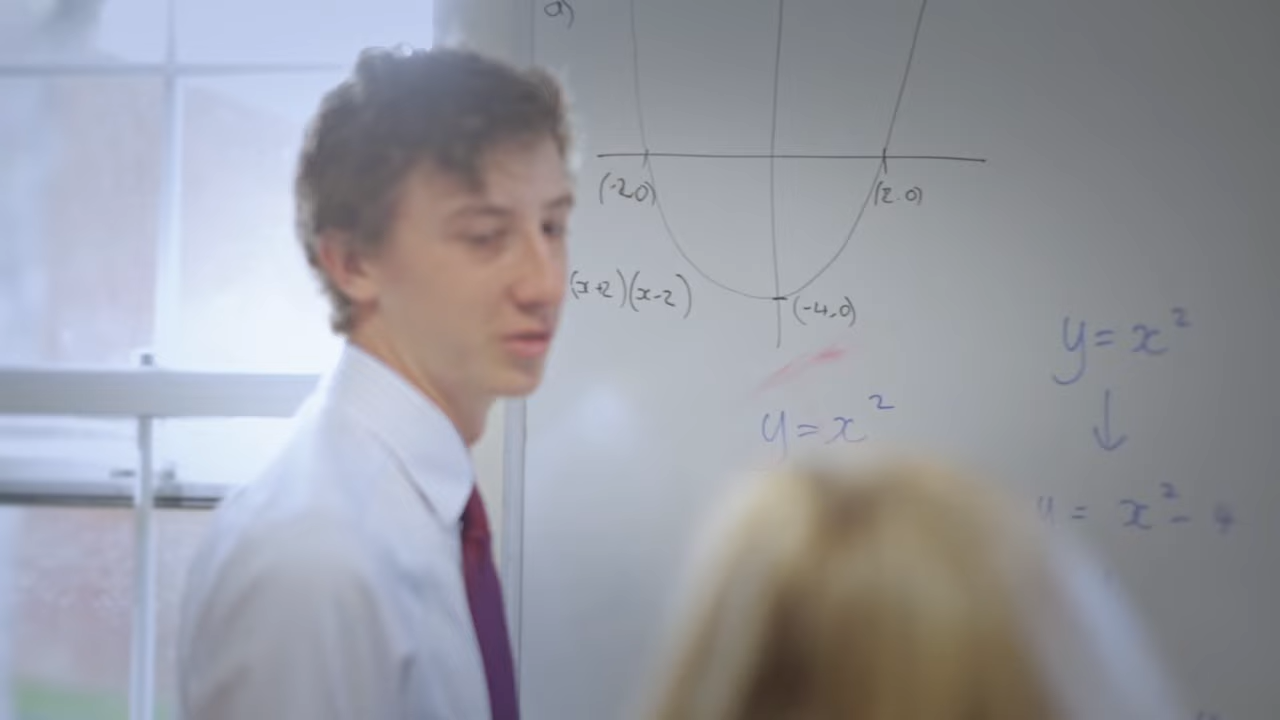 a)
(-2,0)
(2.0)
(x+2)(x-2)
(-4,0)
y = x²
y = x²
↓
y = x² - 4